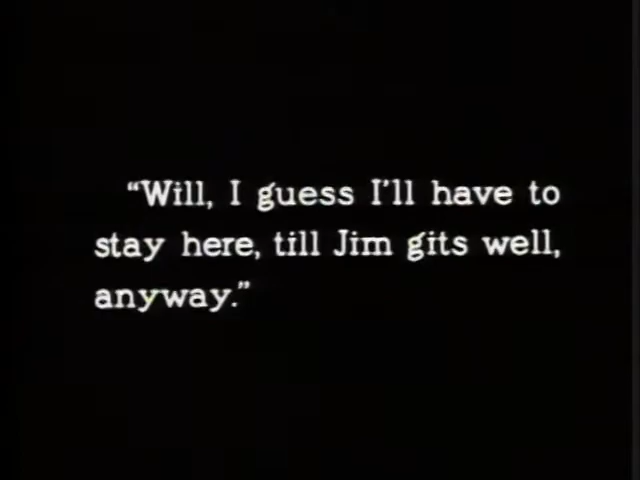 “Will, I guess I'll have to
stay here, till Jim gits well,
anyway.”